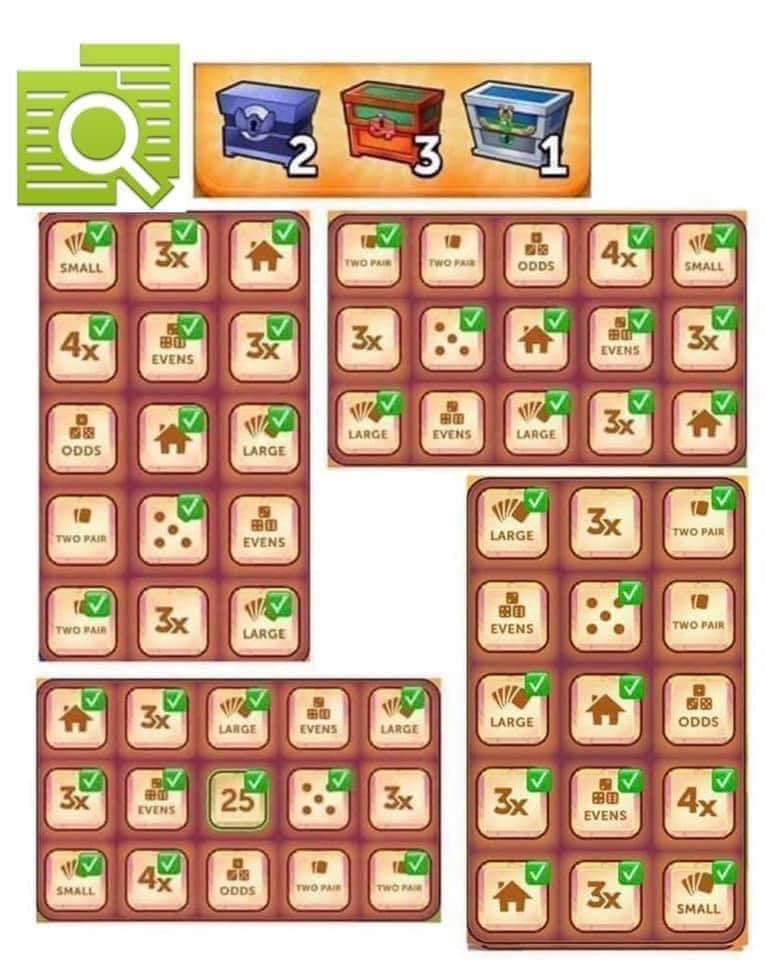 2 3 1
SMALL 3x
4x EVENS 3x
ODDS LARGE
TWO PAIR EVENS
TWO PAIR 3x LARGE
TWO PAIR TWO PAIR ODDS 4x SMALL
3x EVENS 3x
LARGE EVENS LARGE 3x
LARGE 3x TWO PAIR
EVENS TWO PAIR
LARGE ODDS
3x EVENS 4x
3x SMALL
3x LARGE EVENS LARGE
3x EVENS 25 3x
SMALL 4x ODDS TWO PAIR TWO PAIR